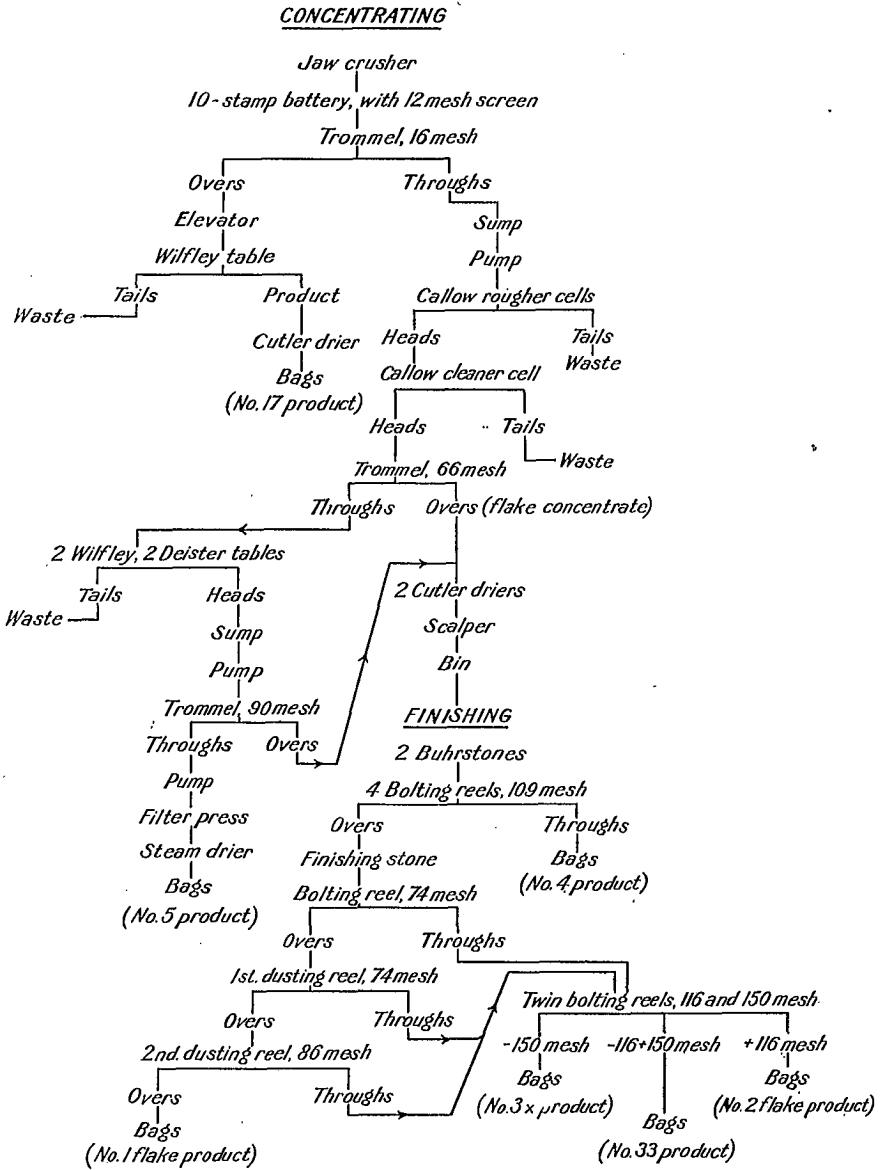 CONCENTRATING
Jaw crusher
10-stamp battery, with 12 mesh screen
Trommel, 16 mesh
Overs Throughs
Elevator Sump
Wilfley table Pump
Tails Product Callow rougher cells
Waste Heads Tails
Cutler drier Waste
Bags Callow cleaner cell
(No. 17 product)
Heads Tails
Waste
Trommel, 66 mesh
Throughs Overs (flake concentrate)
2 Wilfley, 2 Deister tables
Tails Heads 2 Cutler driers
Waste Sump Scalper
Pump Bin
Trommel, 90 mesh
FINISHING
Throughs Overs 2 Buhrstones
Pump 4 Bolting reels, 109 mesh
Filter press Overs Throughs
Steam drier Finishing stone Bags
Bags (No. 4 product)
(No. 5 product) Bolting reel, 74 mesh
Overs Throughs
1st. dusting reel, 74 mesh
Twin bolting reels, 116 and 150 mesh
Overs Throughs
2nd. dusting reel, 86 mesh -150 mesh -116+150 mesh +116 mesh
Overs Throughs Bags Bags
(No. 3 x product) (No. 2 flake product)
Bags Bags
(No. 1 flake product) (No. 33 product)